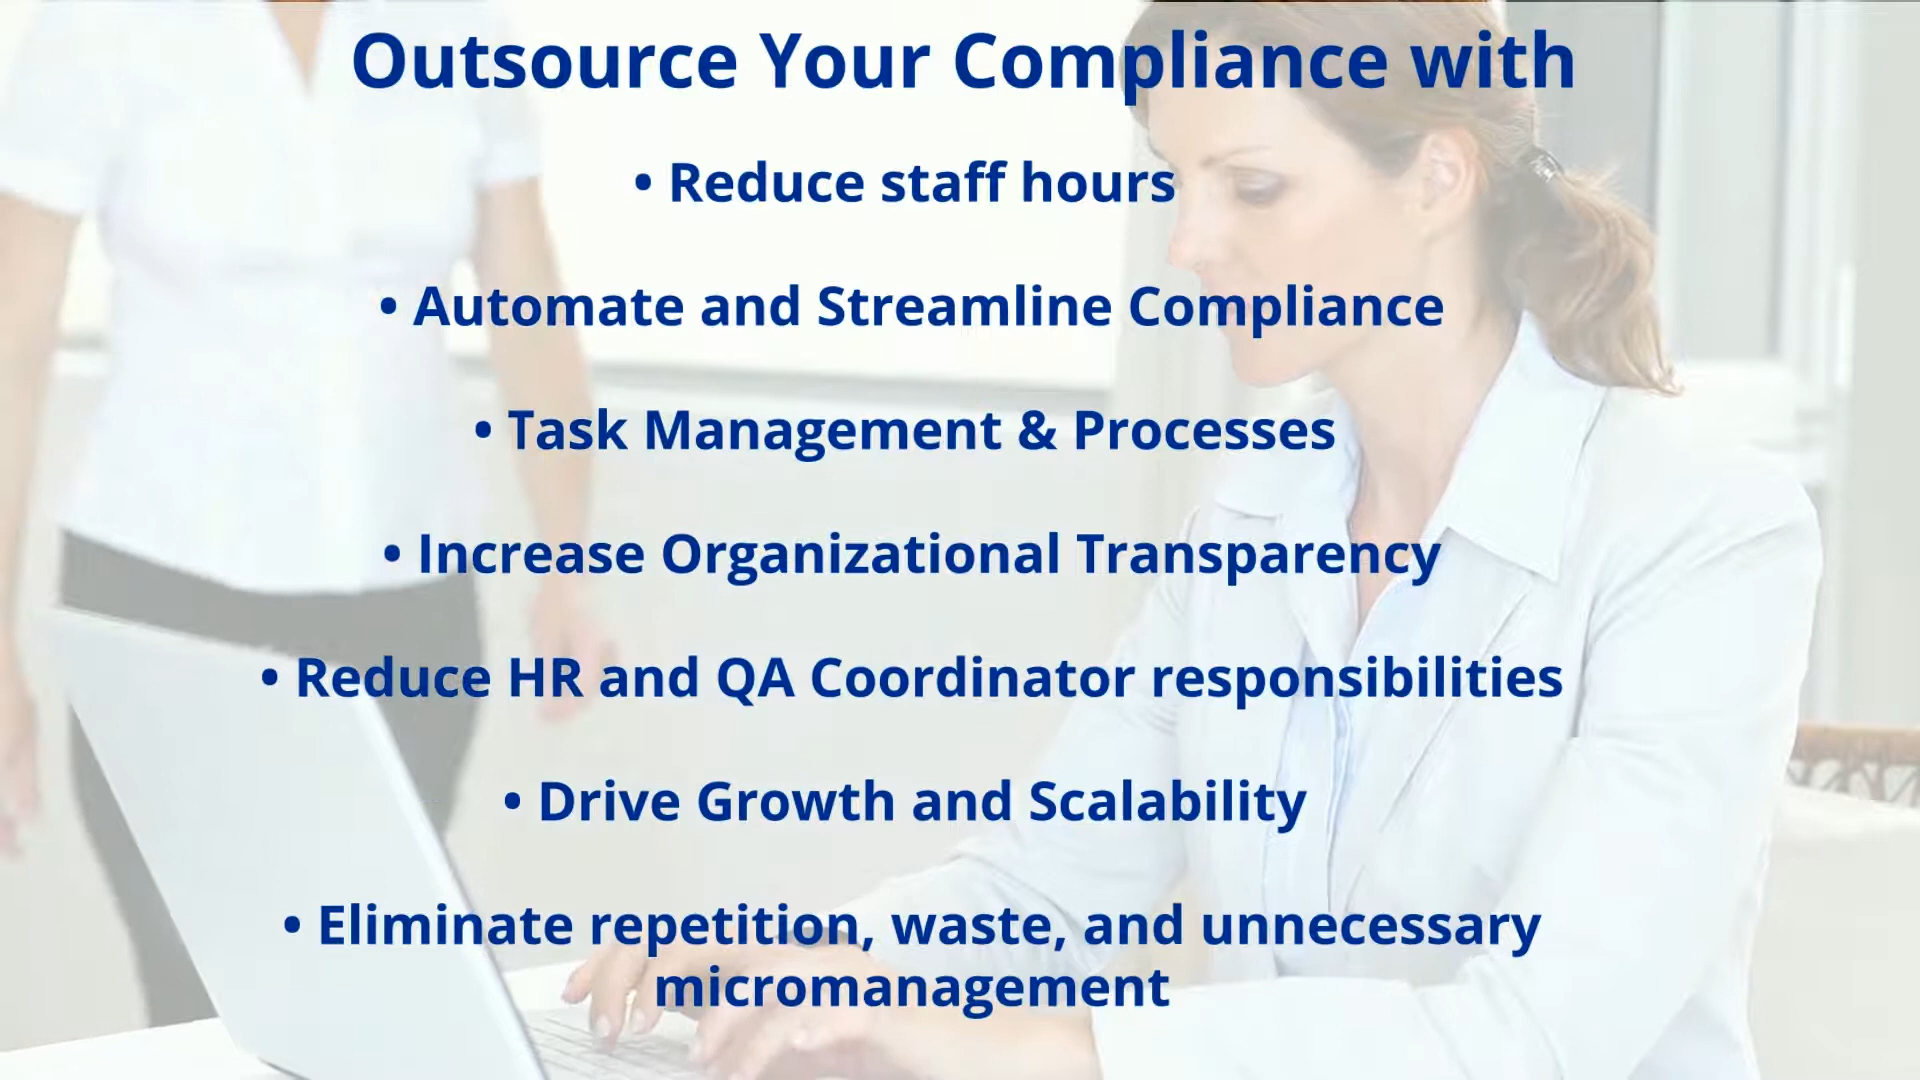 Outsource Your Compliance with
• Reduce staff hours
• Automate and Streamline Compliance
• Task Management & Processes
• Increase Organizational Transparency
• Reduce HR and QA Coordinator responsibilities
• Drive Growth and Scalability
• Eliminate repetition, waste, and unnecessary
micromanagement